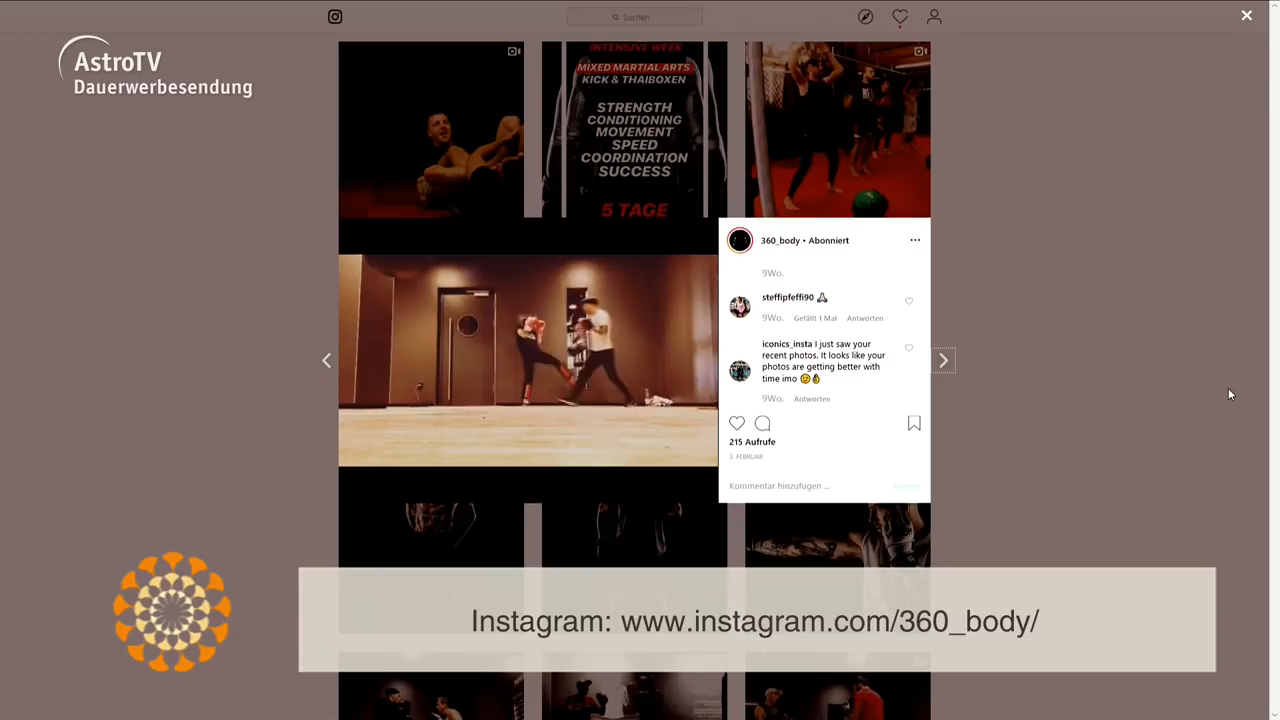 Suchen
AstroTV
Dauerwerbesendung
INTENSIVE WEEK
MIXED MARTIAL ARTS
KICK & THAIBOXEN
STRENGTH
CONDITIONING
MOVEMENT
SPEED
COORDINATION
SUCCESS
5 TAGE
360_body • Abonniert
9Wo.
steffipfeffi90 🙏
9Wo. Gefällt 1 Mal Antworten
iconics_insta I just saw your
recent photos. It looks like your
photos are getting better with
time imo 😉👌
9Wo. Antworten
215 Aufrufe
3. FEBRUAR
Kommentar hinzufügen ...
Posten
Instagram: www.instagram.com/360_body/